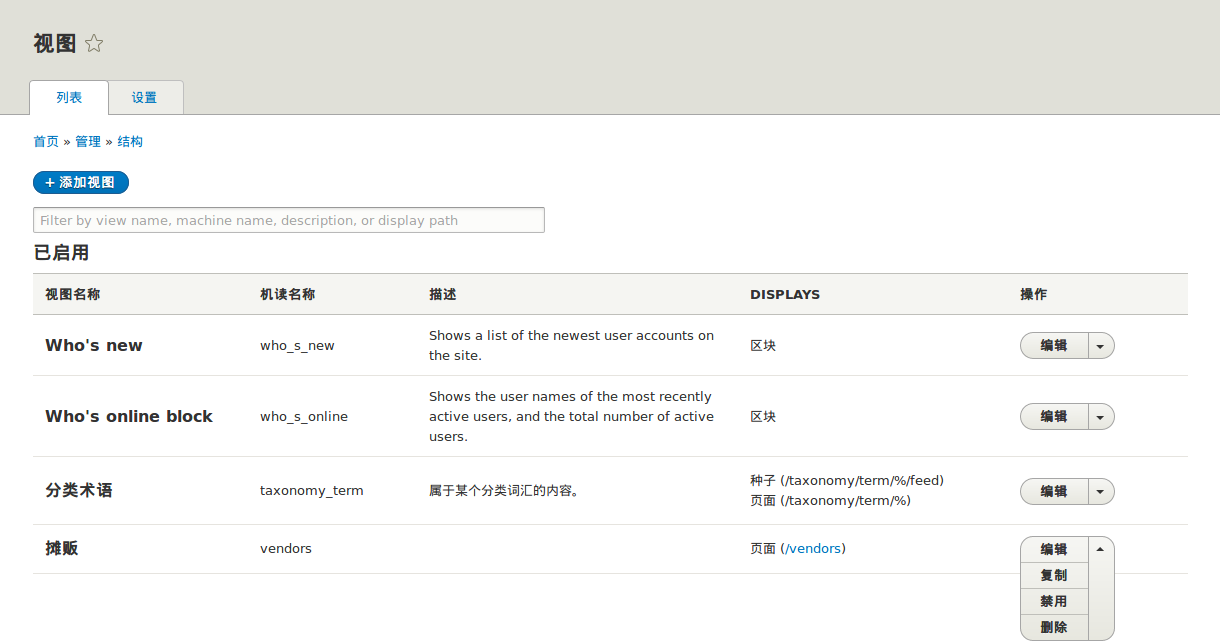 视图
列表 设置
首页 » 管理 » 结构
+ 添加视图
Filter by view name, machine name, description, or display path
已启用
视图名称 机读名称 描述 DISPLAYS 操作
Who's new who_s_new Shows a list of the newest user accounts on
the site. 区块 编辑
Who's online block who_s_online Shows the user names of the most recently
active users, and the total number of active
users. 区块 编辑
分类术语 taxonomy_term 属于某个分类词汇的内容。 种子 (/taxonomy/term/%/feed)
页面 (/taxonomy/term/%) 编辑
摊贩 vendors 页面 (/vendors) 编辑
复制
禁用
删除